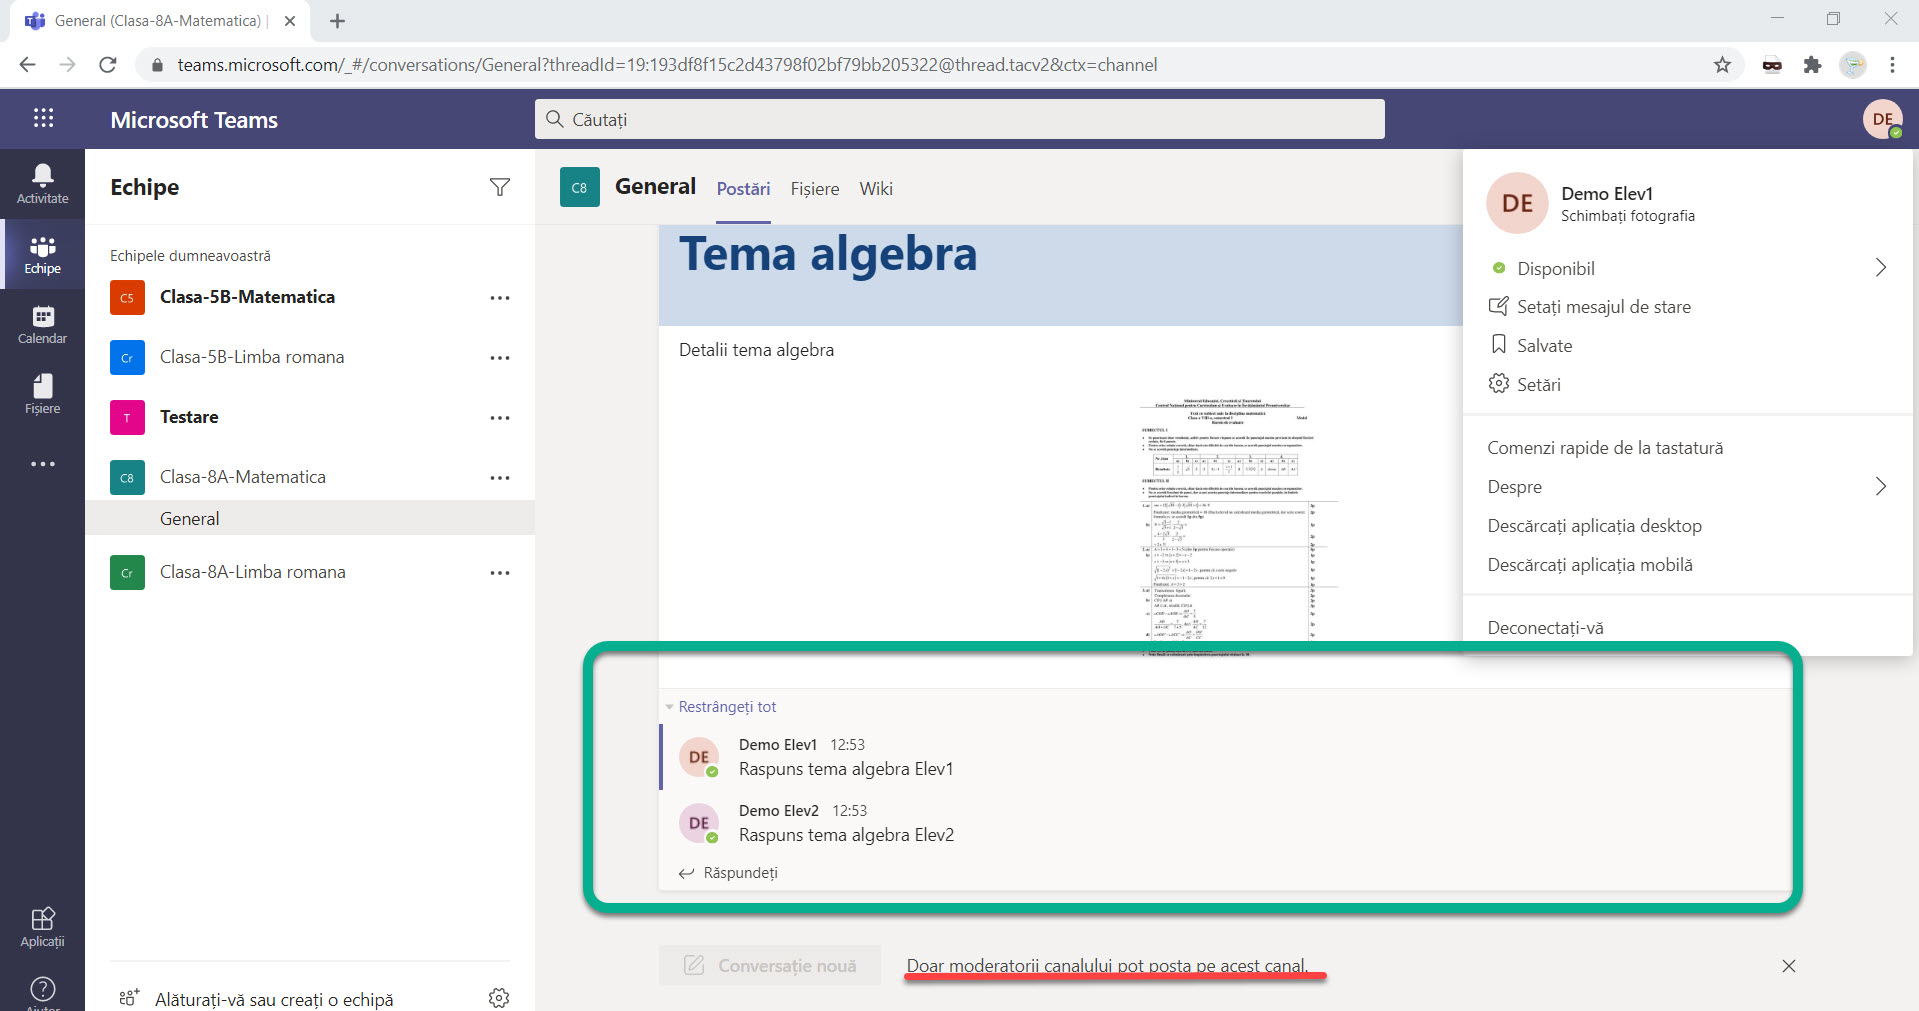 General (Clasa-8A-Matematica) |
teams.microsoft.com/_#/conversations/General?threadId=19:193df8f15c2d43798f02bf79bb205322@thread.tacv2&ctx=channel
Microsoft Teams
Căutați
DE
Activitate
Echipe
Calendar
Fișiere
Aplicații
Echipe
Echipele dumneavoastră
C5 Clasa-5B-Matematica
Cr Clasa-5B-Limba romana
T Testare
C8 Clasa-8A-Matematica
General
Cr Clasa-8A-Limba romana
Alăturați-vă sau creați o echipă
C8 General Postări Fișiere Wiki
Tema algebra
Detalii tema algebra
SUBIECTUL I
SUBIECTUL II
Restrângeți tot
DE Demo Elev1 12:53
Raspuns tema algebra Elev1
DE Demo Elev2 12:53
Raspuns tema algebra Elev2
Răspundeți
Conversație nouă
Doar moderatorii canalului pot posta pe acest canal.
DE Demo Elev1
Schimbați fotografia
Disponibil
Setați mesajul de stare
Salvate
Setări
Comenzi rapide de la tastatură
Despre
Descărcați aplicația desktop
Descărcați aplicația mobilă
Deconectați-vă